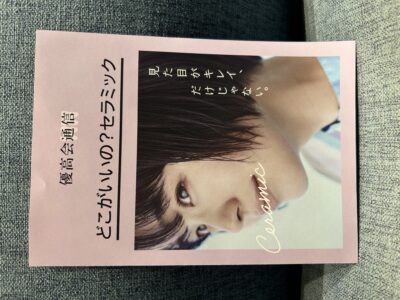 優高会通信
どこがいいの?セラミック
見た目がキレイ、
だけじゃない。
Ceramic